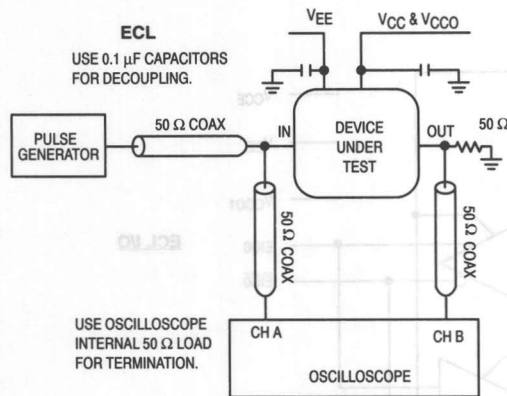 ECL
USE 0.1 μF CAPACITORS
FOR DECOUPLING.
VEE
VCC & VCCO
PULSE
GENERATOR
50 Ω COAX
IN
DEVICE
UNDER
TEST
OUT
50 Ω
50 Ω COAX
50 Ω COAX
USE OSCILLOSCOPE
INTERNAL 50 Ω LOAD
FOR TERMINATION.
CH A
CH B
OSCILLOSCOPE
ECL I/O